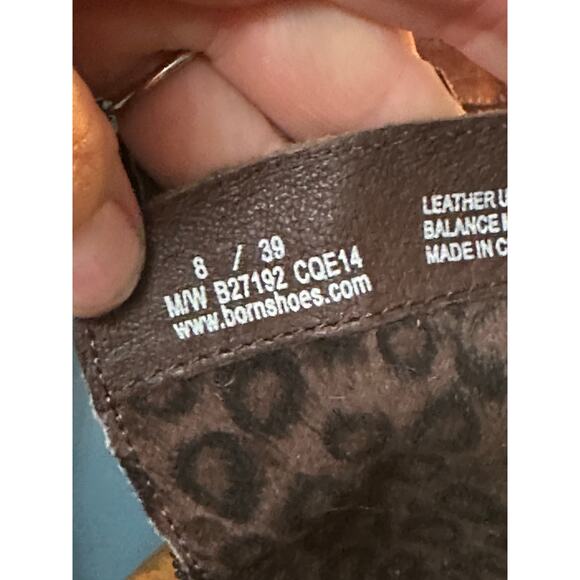 8 / 39
M/W B27192 CQE14
www.bornshoes.com
LEATHER
BALANCE
MADE IN